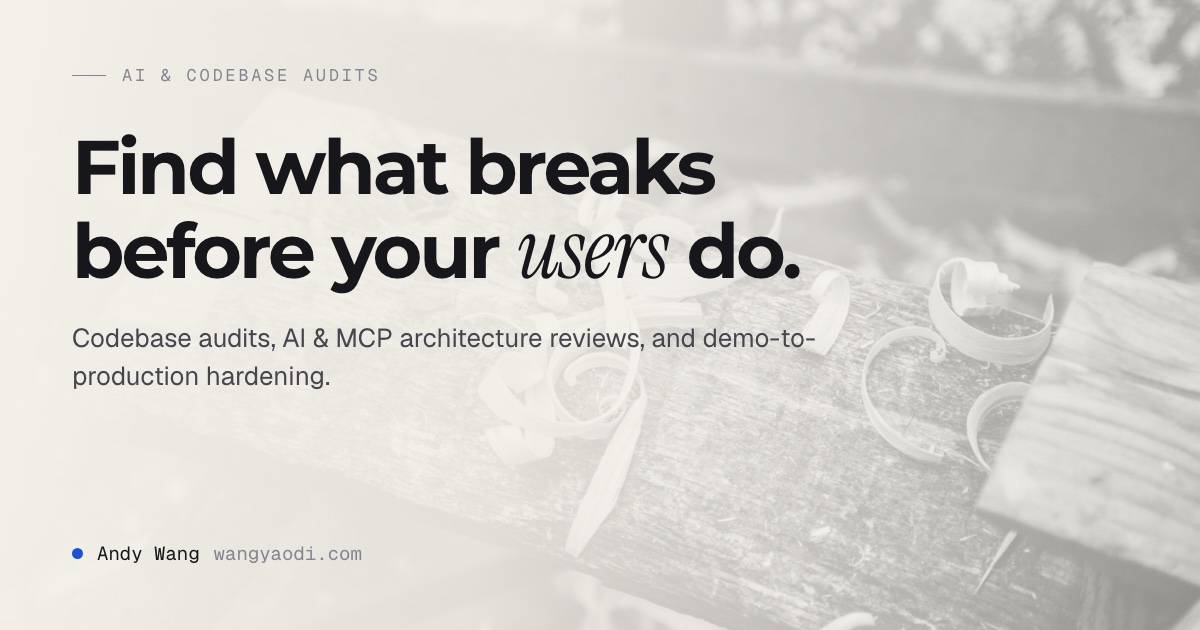 AI & CODEBASE AUDITS
Find what breaks
before your users do.
Codebase audits, AI & MCP architecture reviews, and demo-to-
production hardening.
Andy Wang wangyaodi.com